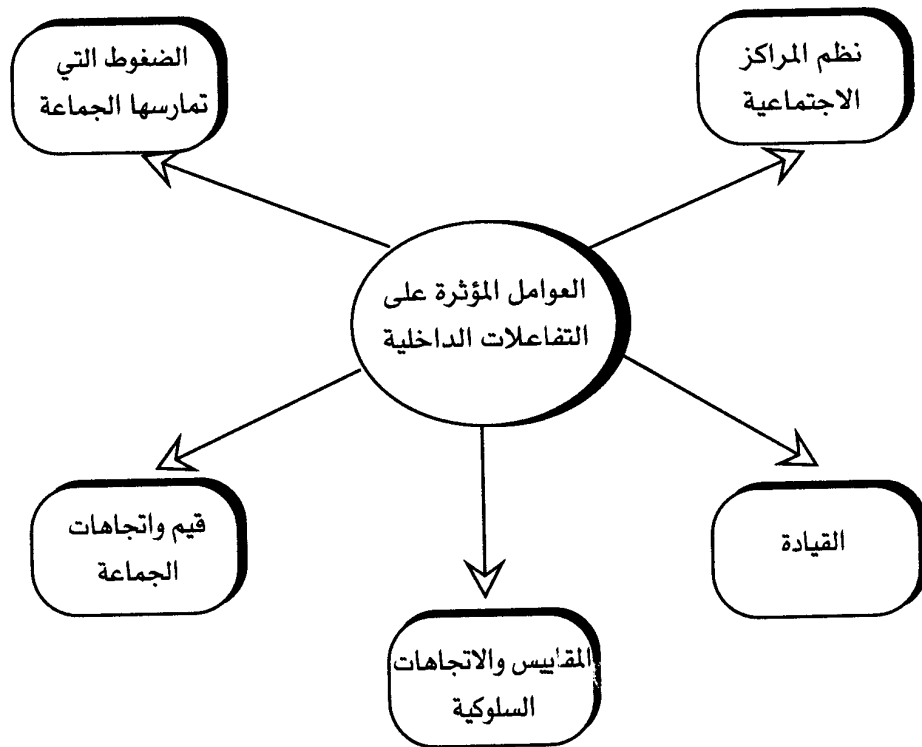 نظم المراكز
الاجتماعية
الضغوط التي
تمارسها الجماعة
العوامل المؤثرة على
التفاعلات الداخلية
القيادة
قيم واتجاهات
الجماعة
المقاييس والاتجاهات
السلوكية